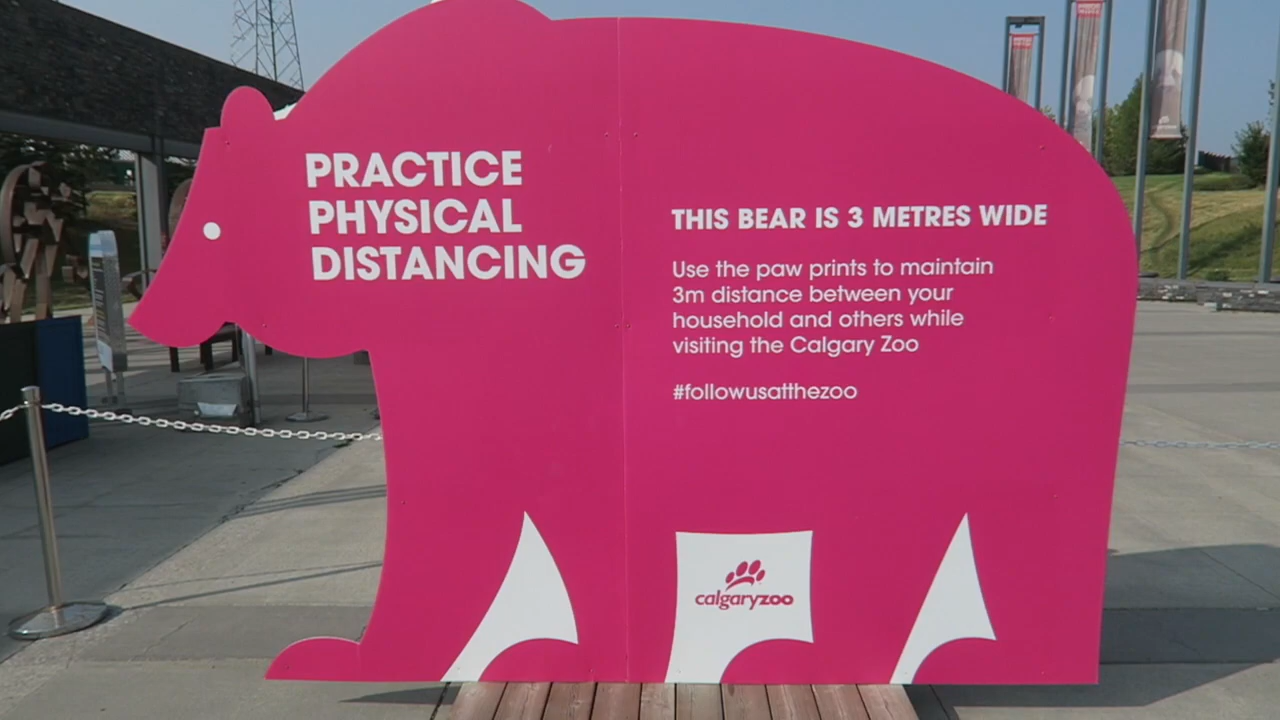 PRACTICE
PHYSICAL
DISTANCING
THIS BEAR IS 3 METRES WIDE
Use the paw prints to maintain
3m distance between your
household and others while
visiting the Calgary Zoo
#followusatthezoo
calgaryzoo